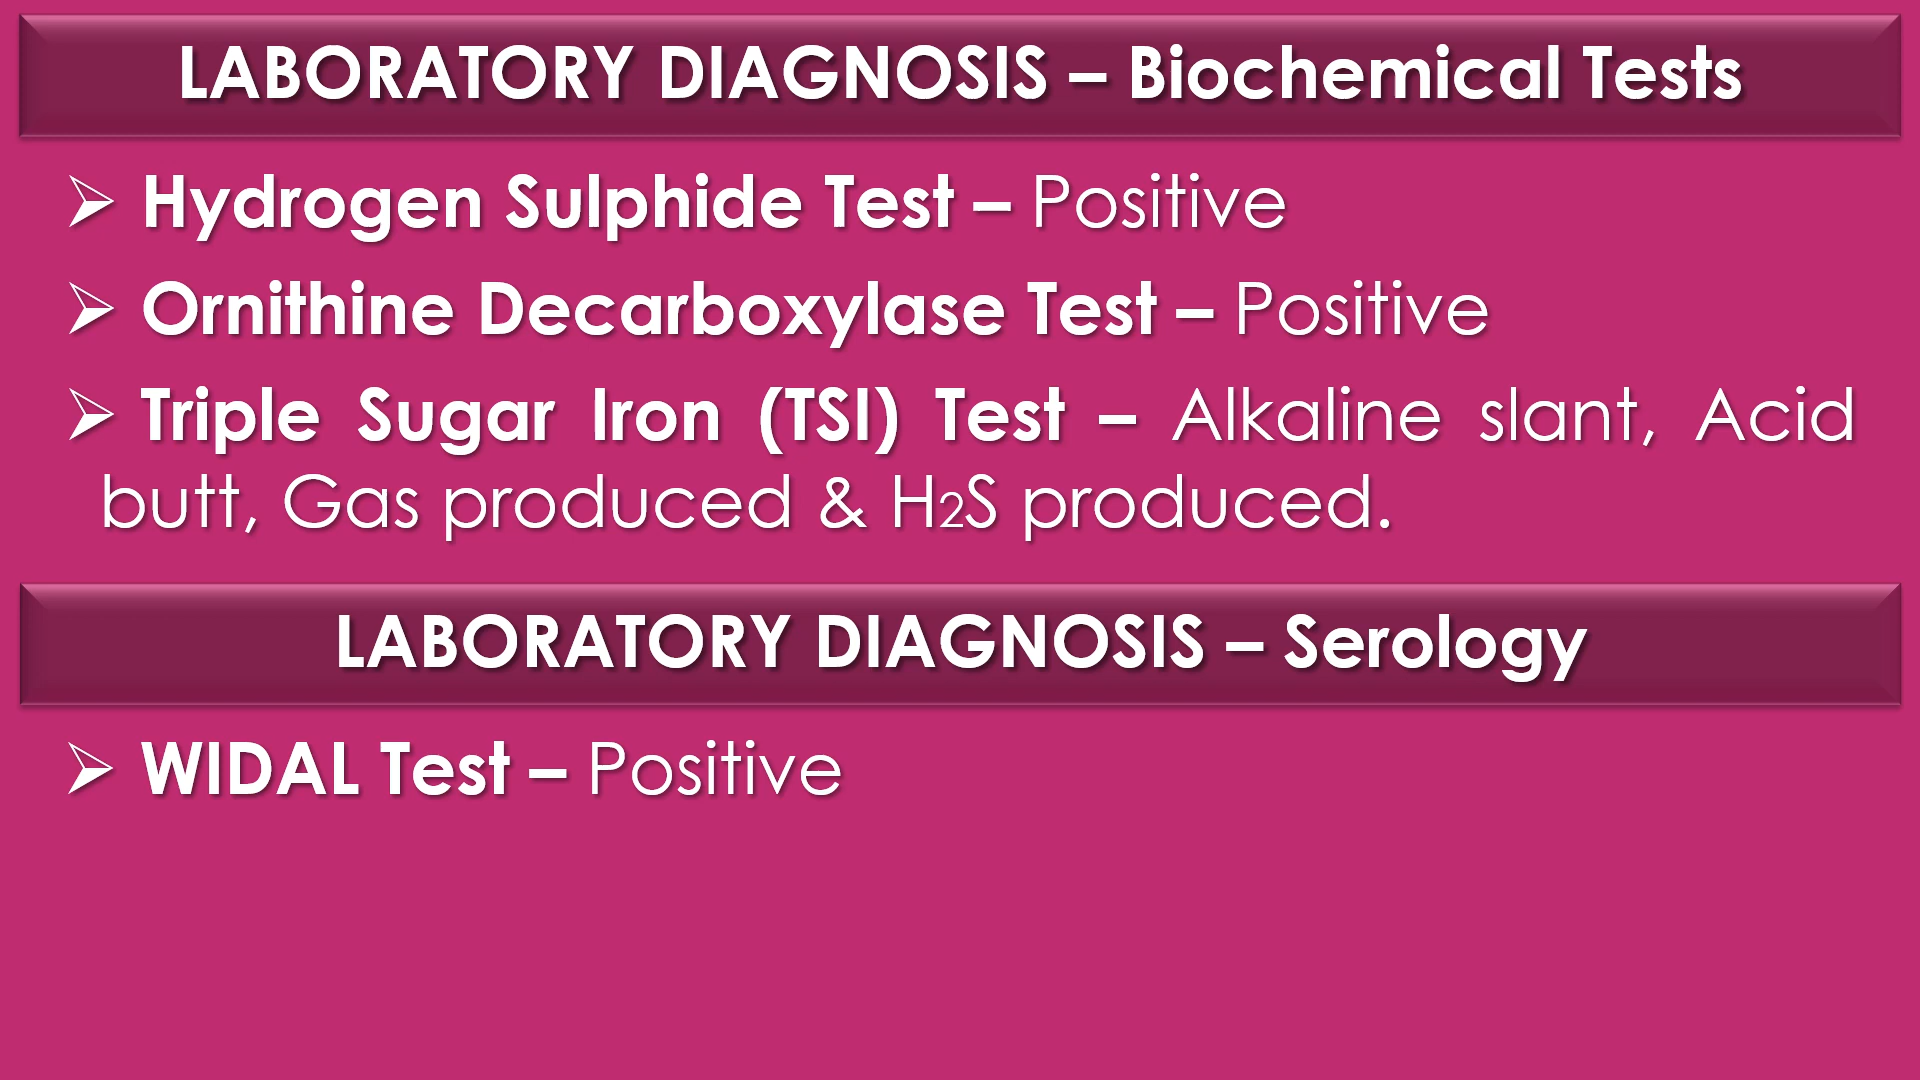 LABORATORY DIAGNOSIS – Biochemical Tests
➢ Hydrogen Sulphide Test – Positive
➢ Ornithine Decarboxylase Test – Positive
➢ Triple Sugar Iron (TSI) Test – Alkaline slant, Acid
butt, Gas produced & H2S produced.
LABORATORY DIAGNOSIS – Serology
➢ WIDAL Test – Positive